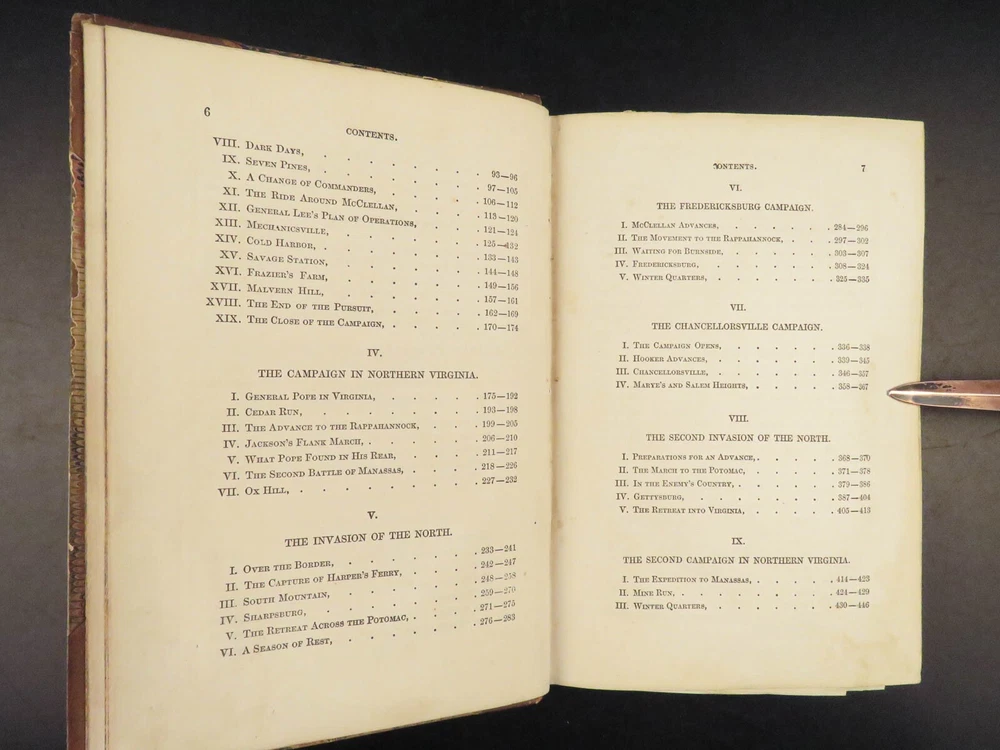 6
CONTENTS.
VIII. Dark Days, . . . . . . 93—96
IX. Seven Pines, . . . . . . 97—105
X. A Change of Commanders, . . . . 106—112
XI. The Ride Around McClellan, . . . 113—120
XII. General Lee's Plan of Operations, . . . 121—124
XIII. Mechanicsville, . . . . . 125—132
XIV. Cold Harbor, . . . . . . 133—143
XV. Savage Station, . . . . . 144—148
XVI. Frazier's Farm, . . . . . 149—156
XVII. Malvern Hill, . . . . . 157—161
XVIII. The End of the Pursuit, . . . . 162—169
XIX. The Close of the Campaign, . . . . 170—174
IV.
THE CAMPAIGN IN NORTHERN VIRGINIA.
I. General Pope in Virginia, . . . . 175—192
II. Cedar Run, . . . . . . 193—198
III. The Advance to the Rappahannock, . . . 199—205
IV. Jackson's Flank March, . . . . . 206—210
V. What Pope Found in His Rear, . . . . 211—217
VI. The Second Battle of Manassas, . . . 218—226
VII. Ox Hill, . . . . . . . 227—232
V.
THE INVASION OF THE NORTH.
I. Over the Border, . . . . . 233—241
II. The Capture of Harper's Ferry, . . . 242—247
III. South Mountain, . . . . . 248—258
IV. Sharpsburg, . . . . . . 259—270
V. The Retreat Across the Potomac, . . . 271—275
VI. A Season of Rest, . . . . . 276—283
CONTENTS. 7
VI.
THE FREDERICKSBURG CAMPAIGN.
I. McClellan Advances, . . . . . 284—296
II. The Movement to the Rappahannock, . . . 297—302
III. Waiting for Burnside, . . . . . 303—307
IV. Fredericksburg, . . . . . . 308—324
V. Winter Quarters, . . . . . . 325—335
VII.
THE CHANCELLORSVILLE CAMPAIGN.
I. The Campaign Opens, . . . . . 336—338
II. Hooker Advances, . . . . . . 339—345
III. Chancellorsville, . . . . . . 346—357
IV. Marye's and Salem Heights, . . . . . 358—267
VIII.
THE SECOND INVASION OF THE NORTH.
I. Preparations for an Advance, . . . . 368—370
II. The March to the Potomac, . . . . . 371—378
III. In the Enemy's Country, . . . . . 379—386
IV. Gettysburg, . . . . . . 387—404
V. The Retreat into Virginia, . . . . . 405—413
IX.
THE SECOND CAMPAIGN IN NORTHERN VIRGINIA.
I. The Expedition to Manassas, . . . . . 414—423
II. Mine Run, . . . . . . . 424—429
III. Winter Quarters, . . . . . . 430—446